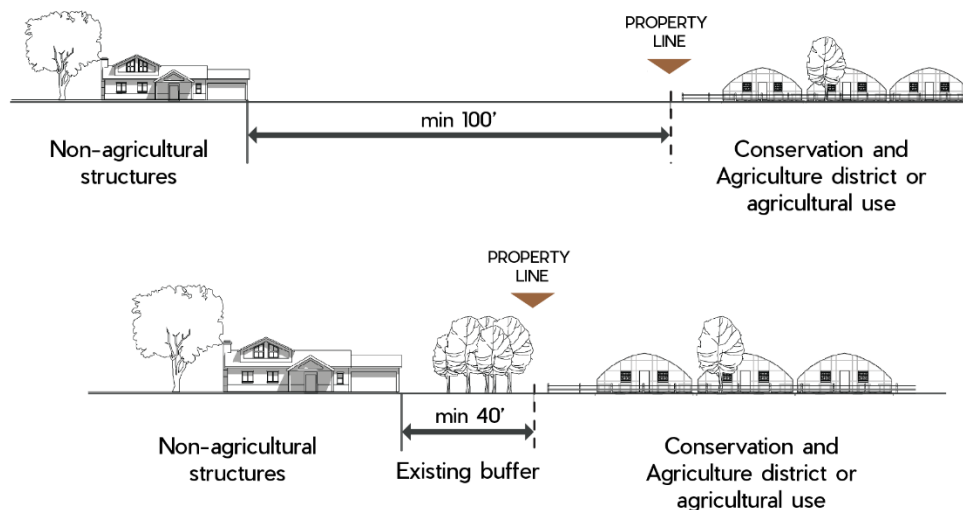 PROPERTY
LINE
min 100'
Non-agricultural
structures
Conservation and
Agriculture district or
agricultural use
PROPERTY
LINE
min 40'
Non-agricultural
structures
Existing buffer
Conservation and
Agriculture district or
agricultural use